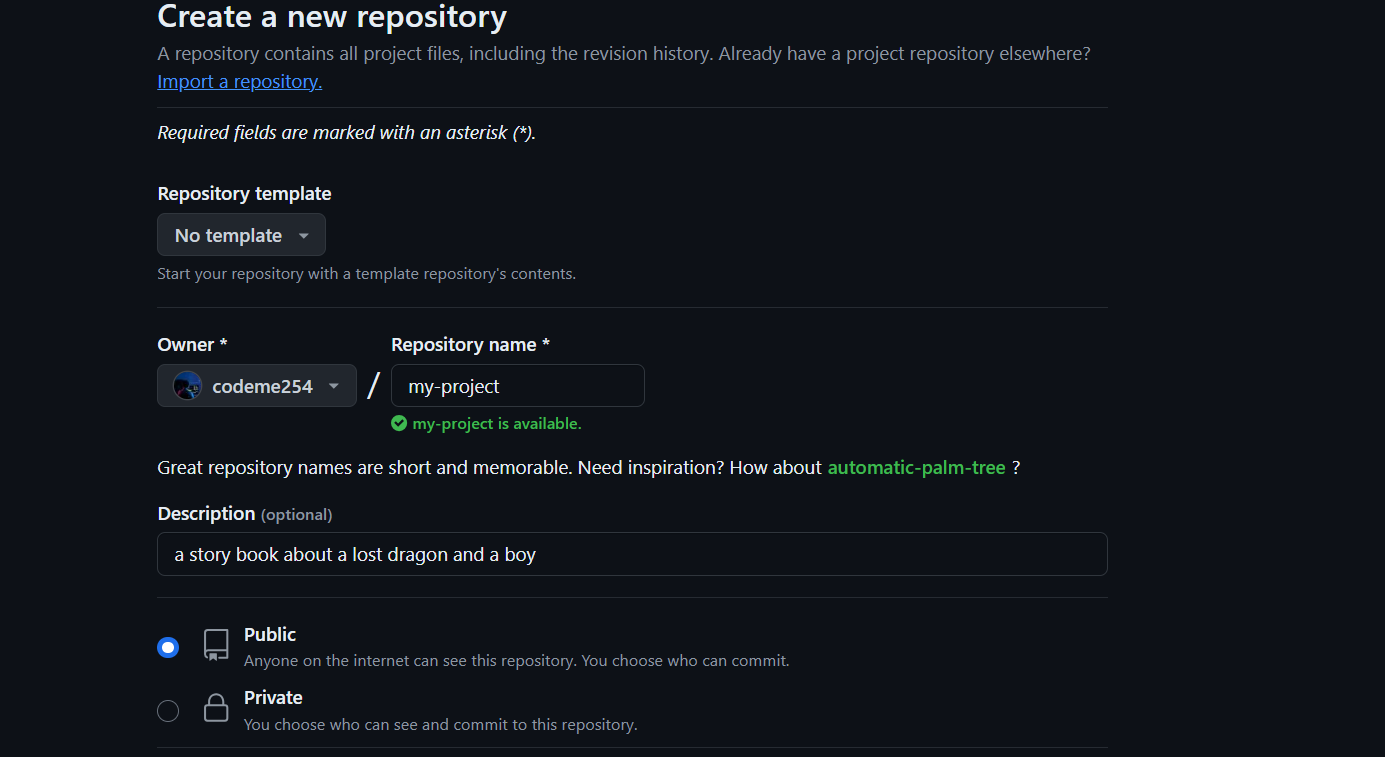 Create a new repository
A repository contains all project files, including the revision history. Already have a project repository elsewhere?
Import a repository.
Required fields are marked with an asterisk (*).
Repository template
No template
Start your repository with a template repository's contents.
Owner *
Repository name *
codeme254
/
my-project
my-project is available.
Great repository names are short and memorable. Need inspiration? How about automatic-palm-tree ?
Description (optional)
a story book about a lost dragon and a boy
Public
Anyone on the internet can see this repository. You choose who can commit.
Private
You choose who can see and commit to this repository.